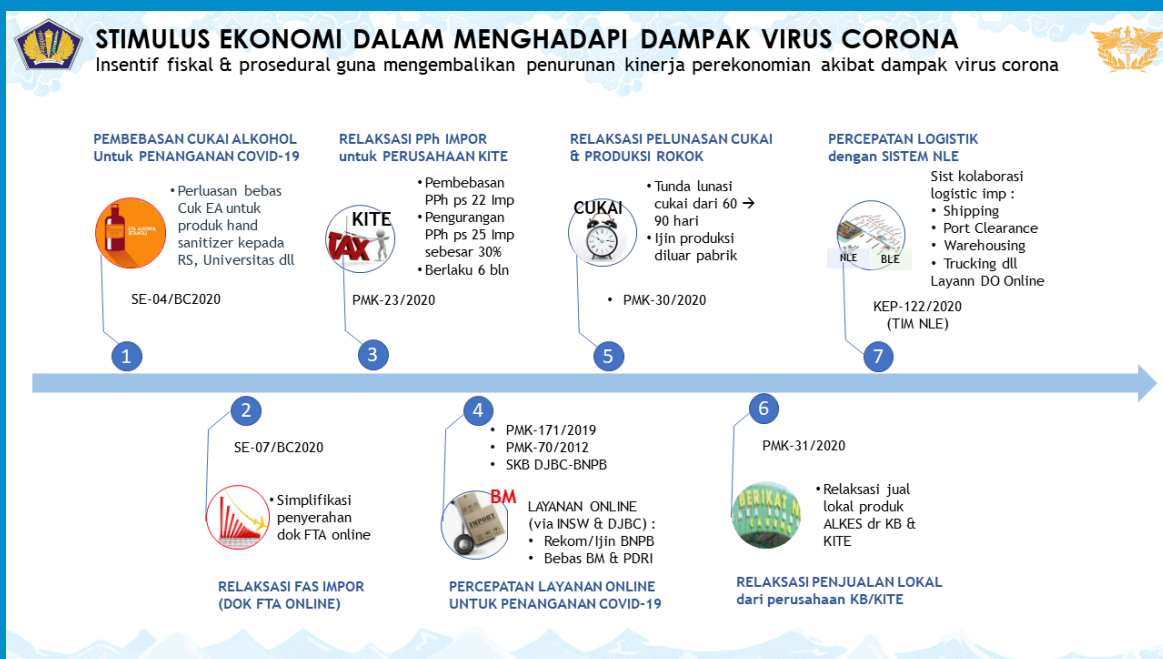 STIMULUS EKONOMI DALAM MENGHADAPI DAMPAK VIRUS CORONA
Insentif fiskal & prosedural guna mengembalikan penurunan kinerja perekonomian akibat dampak virus corona
PEMBEBASAN CUKAI ALKOHOL
Untuk PENANGANAN COVID-19
• Perluasan bebas
Cuk EA untuk
produk hand
sanitizer kepada
RS, Universitas dll
SE-04/BC2020
1
SE-07/BC2020
2
• Simplifikasi
penyerahan
dok FTA online
RELAKSASI FAS IMPOR
(DOK FTA ONLINE)
RELAKSASI PPh IMPOR
untuk PERUSAHAAN KITE
KITE
TAX
• Pembebasan
PPh ps 22 Imp
• Pengurangan
PPh ps 25 Imp
sebesar 30%
• Berlaku 6 bln
PMK-23/2020
3
4
• PMK-171/2019
• PMK-70/2012
• SKB DJBC-BNPB
BM
IMPORT
LAYANAN ONLINE
(via INSW & DJBC) :
• Rekom/Ijin BNPB
• Bebas BM & PDRI
PERCEPATAN LAYANAN ONLINE
UNTUK PENANGANAN COVID-19
RELAKSASI PELUNASAN CUKAI
& PRODUKSI ROKOK
CUKAI
• Tunda lunasi
cukai dari 60 →
90 hari
• Ijin produksi
diluar pabrik
• PMK-30/2020
5
6
PMK-31/2020
BERIKAT
• Relaksasi jual
lokal produk
ALKES dr KB &
KITE
RELAKSASI PENJUALAN LOKAL
dari perusahaan KB/KITE
PERCEPATAN LOGISTIK
dengan SISTEM NLE
NLE
BLE
Sist kolaborasi
logistic imp :
• Shipping
• Port Clearance
• Warehousing
• Trucking dll
Layann DO Online
KEP-122/2020
(TIM NLE)
7